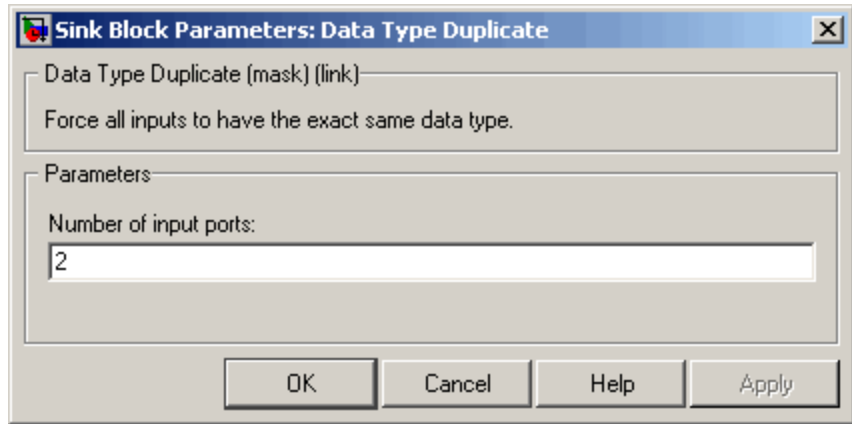 Sink Block Parameters: Data Type Duplicate
Data Type Duplicate (mask) (link)
Force all inputs to have the exact same data type.
Parameters
Number of input ports:
2
OK Cancel Help Apply